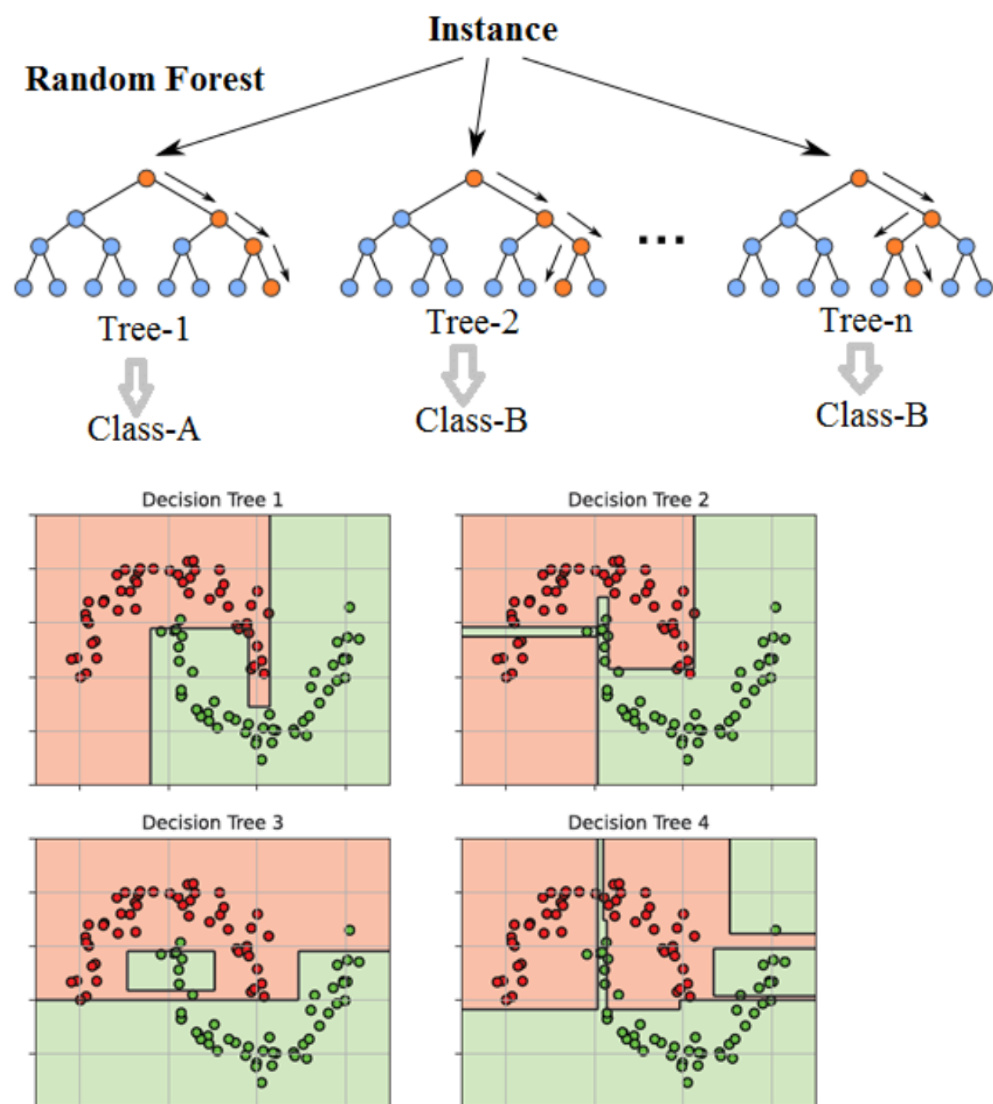 Instance
Random Forest
...
Tree-1
Tree-2
Tree-n
Class-A
Class-B
Class-B
Decision Tree 1
Decision Tree 2
Decision Tree 3
Decision Tree 4